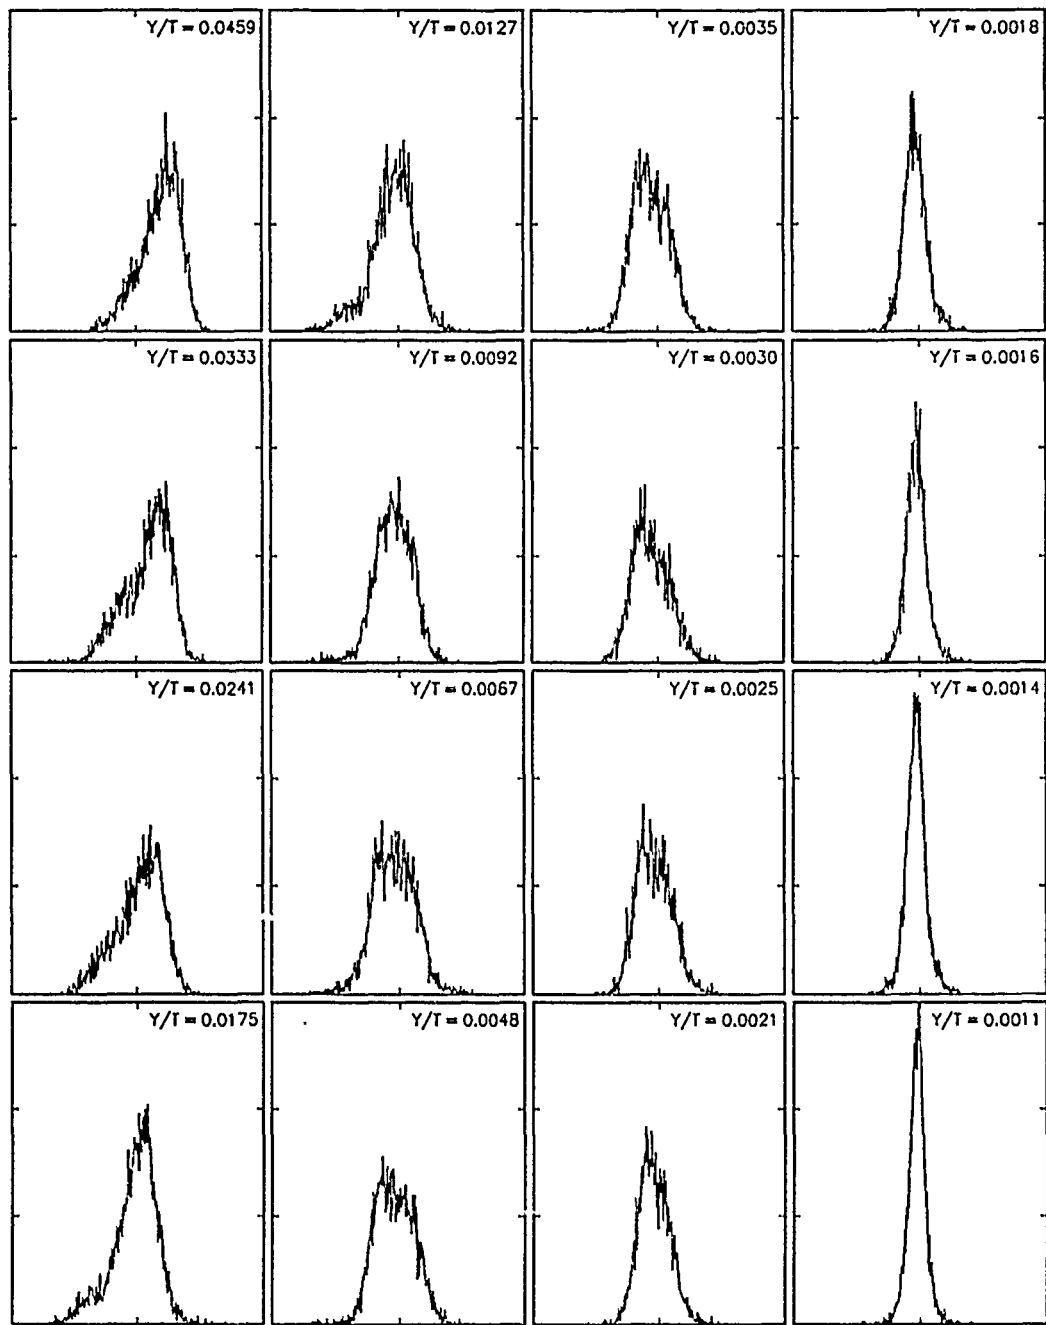 Y/T = 0.0459
Y/T = 0.0127
Y/T = 0.0035
Y/T = 0.0018
Y/T = 0.0333
Y/T = 0.0092
Y/T = 0.0030
Y/T = 0.0016
Y/T = 0.0241
Y/T = 0.0067
Y/T = 0.0025
Y/T = 0.0014
Y/T = 0.0175
Y/T = 0.0048
Y/T = 0.0021
Y/T = 0.0011